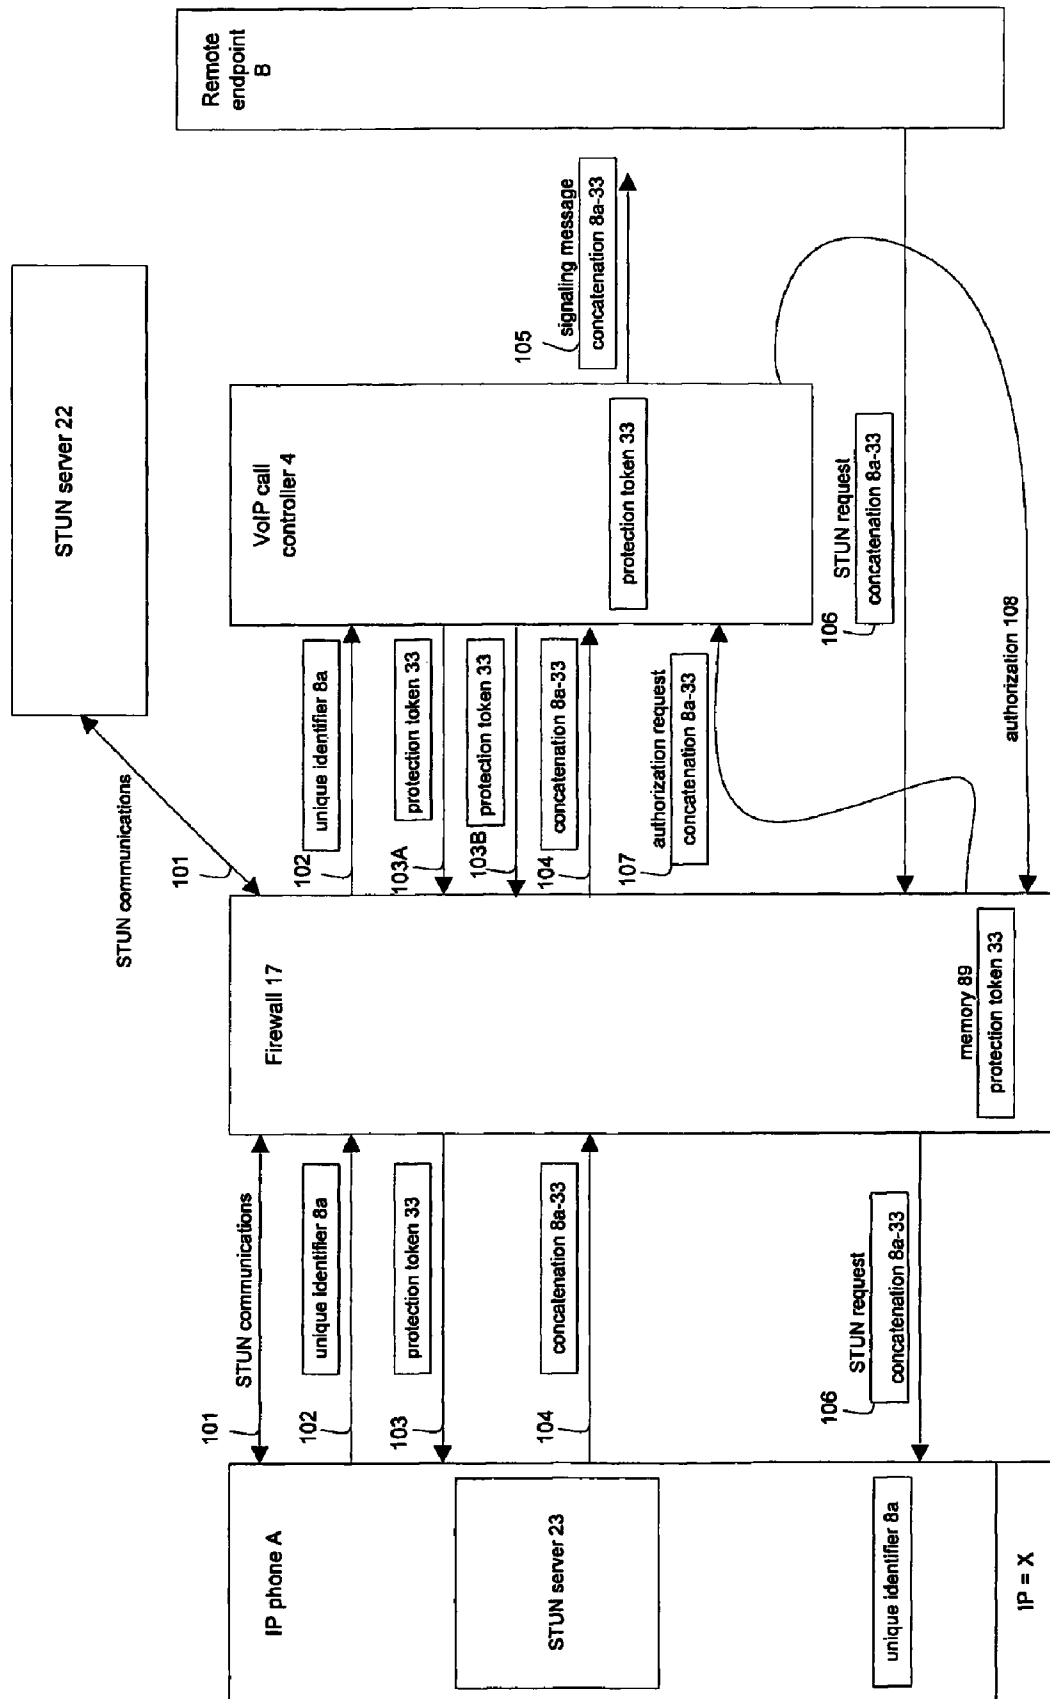 IP phone A
STUN server 23
unique identifier 8a
IP = X
101
STUN communications
102
unique identifier 8a
103
protection token 33
104
concatenation 8a-33
106
STUN request
concatenation 8a-33
Firewall 17
memory 89
protection token 33
STUN communications
101
102
unique identifier 8a
103A
protection token 33
103B
protection token 33
104
concatenation 8a-33
107
authorization request
concatenation 8a-33
STUN server 22
VoIP call
controller 4
protection token 33
105
signaling message
concatenation 8a-33
106
STUN request
concatenation 8a-33
authorization 108
Remote
endpoint
B